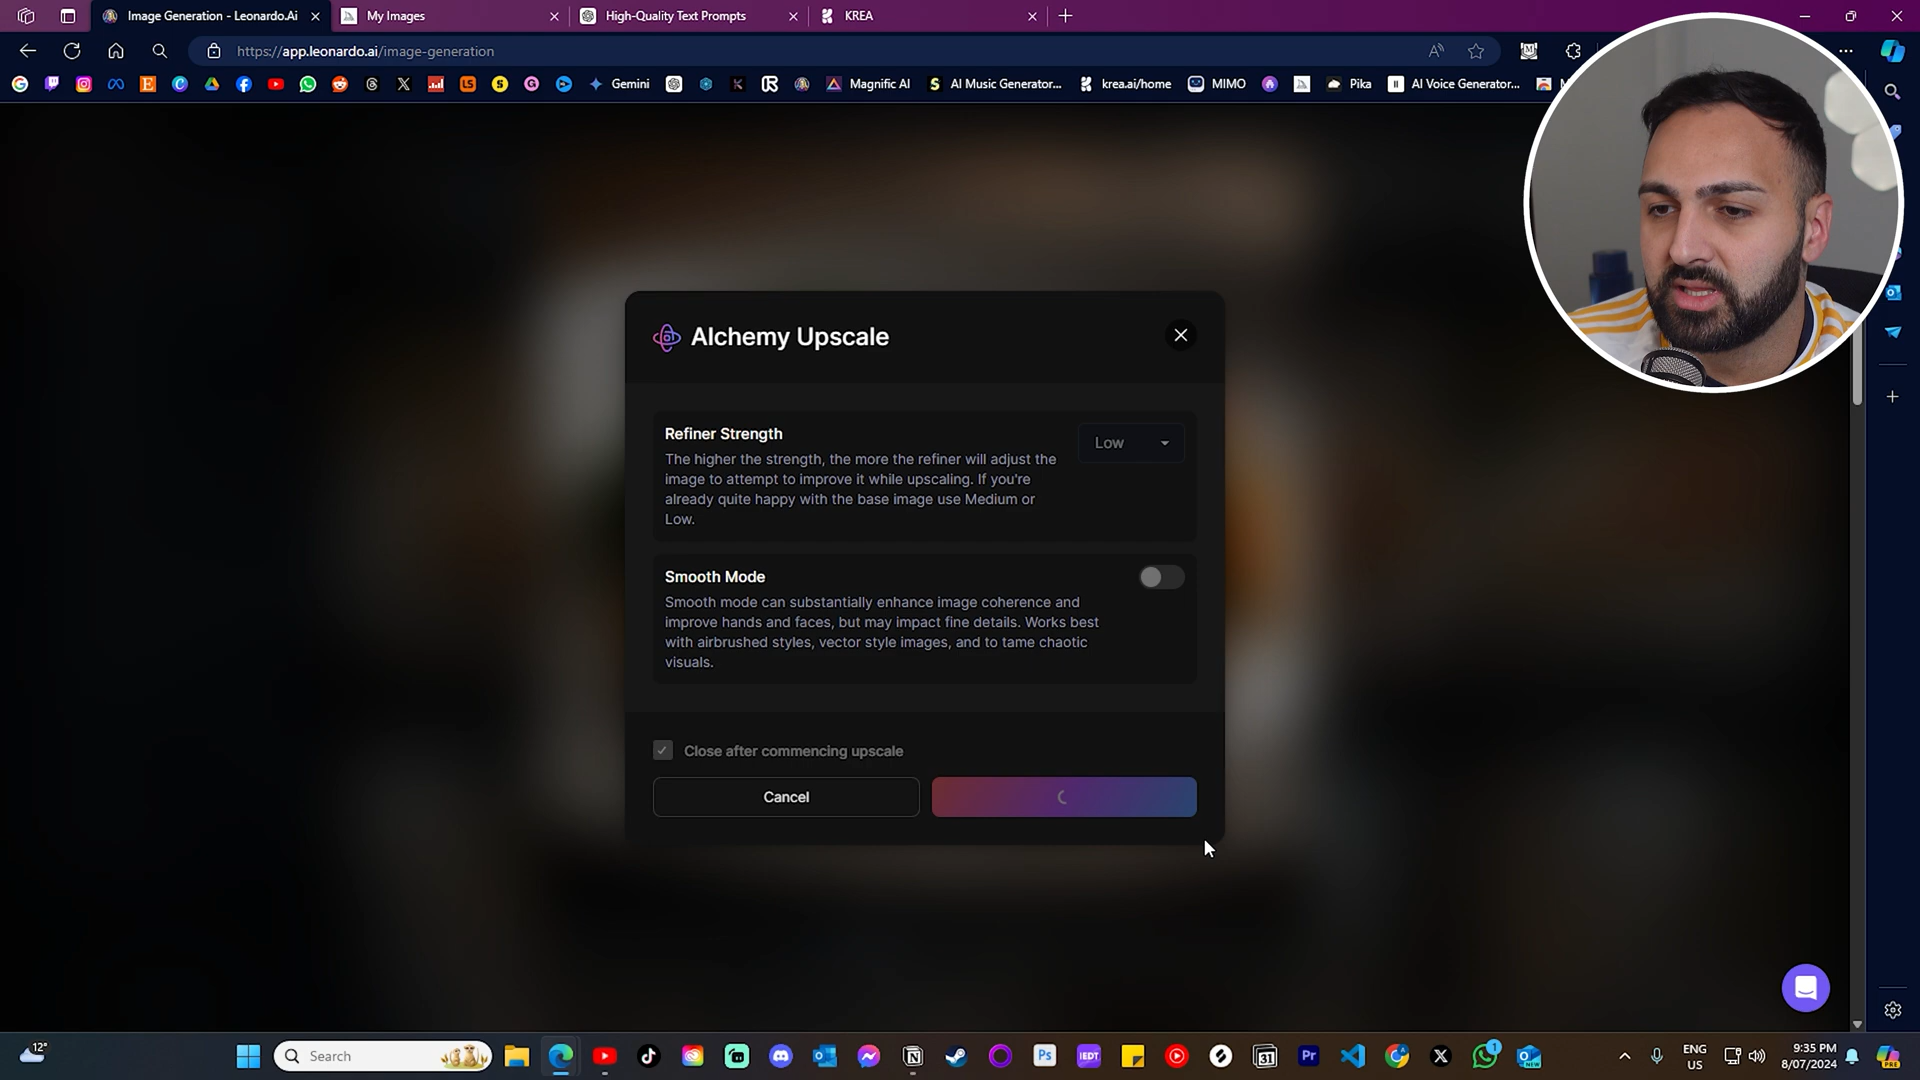 Image Generation - Leonardo.Ai
My Images
High-Quality Text Prompts
KREA
https://app.leonardo.ai/image-generation
Gemini
Magnific AI
AI Music Generator...
krea.ai/home
MIMO
Pika
AI Voice Generator...
Alchemy Upscale
Refiner Strength
Low
The higher the strength, the more the refiner will adjust the
image to attempt to improve it while upscaling. If you're
already quite happy with the base image use Medium or
Low.
Smooth Mode
Smooth mode can substantially enhance image coherence and
improve hands and faces, but may impact fine details. Works best
with airbrushed styles, vector style images, and to tame chaotic
visuals.
Close after commencing upscale
Cancel
12°
Search
Ps
IEDT
31
Pr
1
ENG
US
9:35 PM
8/07/2024